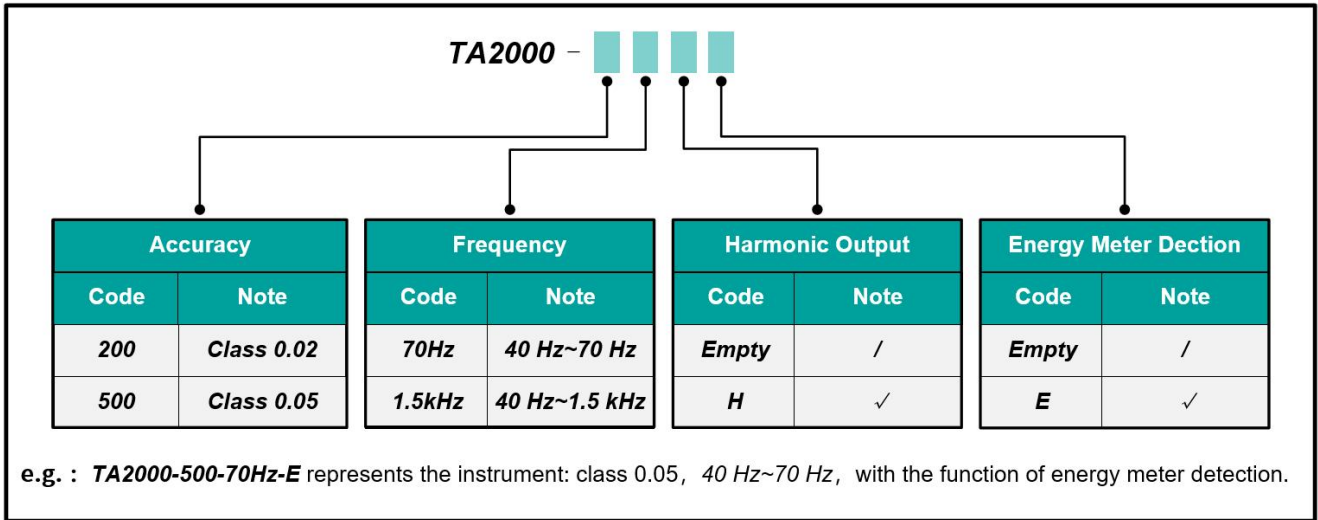 TA2000 –
Accuracy
Code Note
200 Class 0.02
500 Class 0.05
Frequency
Code Note
70Hz 40 Hz~70 Hz
1.5kHz 40 Hz~1.5 kHz
Harmonic Output
Code Note
Empty /
H √
Energy Meter Dection
Code Note
Empty /
E √
e.g. : TA2000-500-70Hz-E represents the instrument: class 0.05, 40 Hz~70 Hz, with the function of energy meter detection.